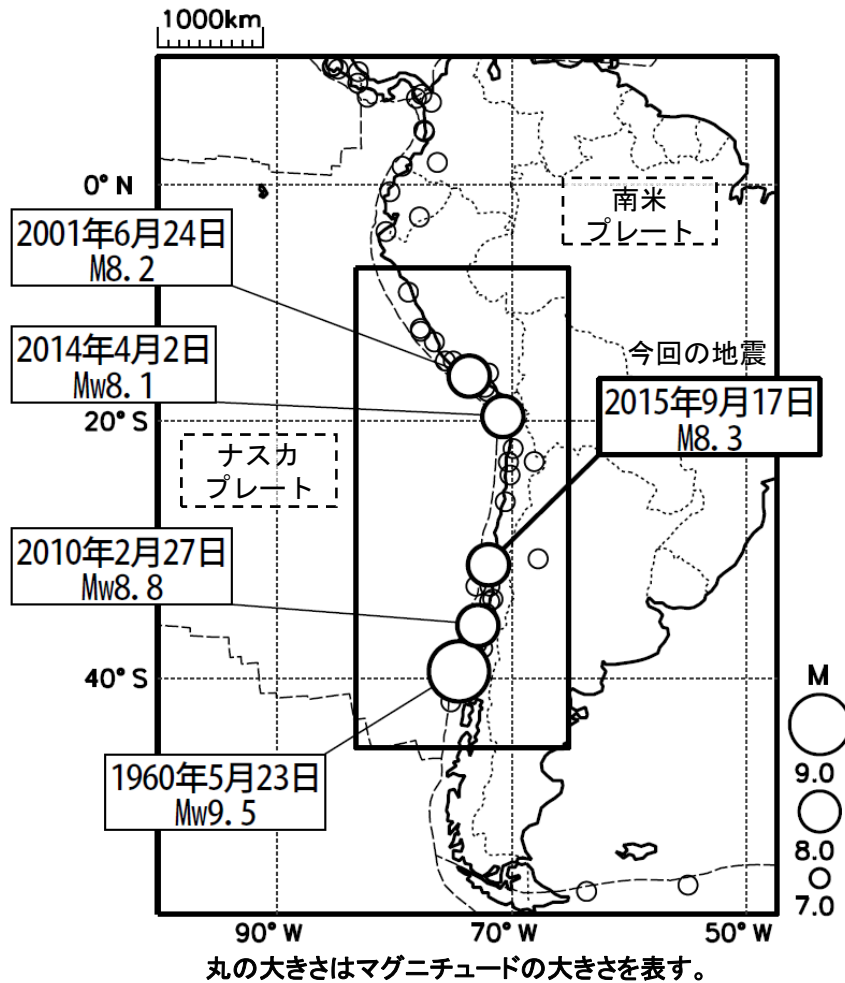 1000km
0°N
南米
プレート
2001年6月24日
M8.2
2014年4月2日
Mw8.1
今回の地震
2015年9月17日
M8.3
20°S
ナスカ
プレート
2010年2月27日
Mw8.8
40°S
M
9.0
8.0
7.0
1960年5月23日
Mw9.5
90°W
70°W
50°W
丸の大きさはマグニチュードの大きさを表す。